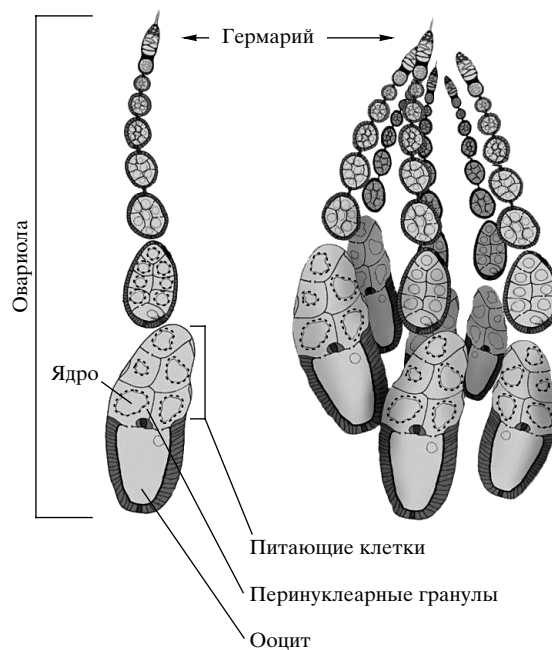 Гермарий
Овариола
Ядро
Питающие клетки
Перинуклеарные гранулы
Ооцит